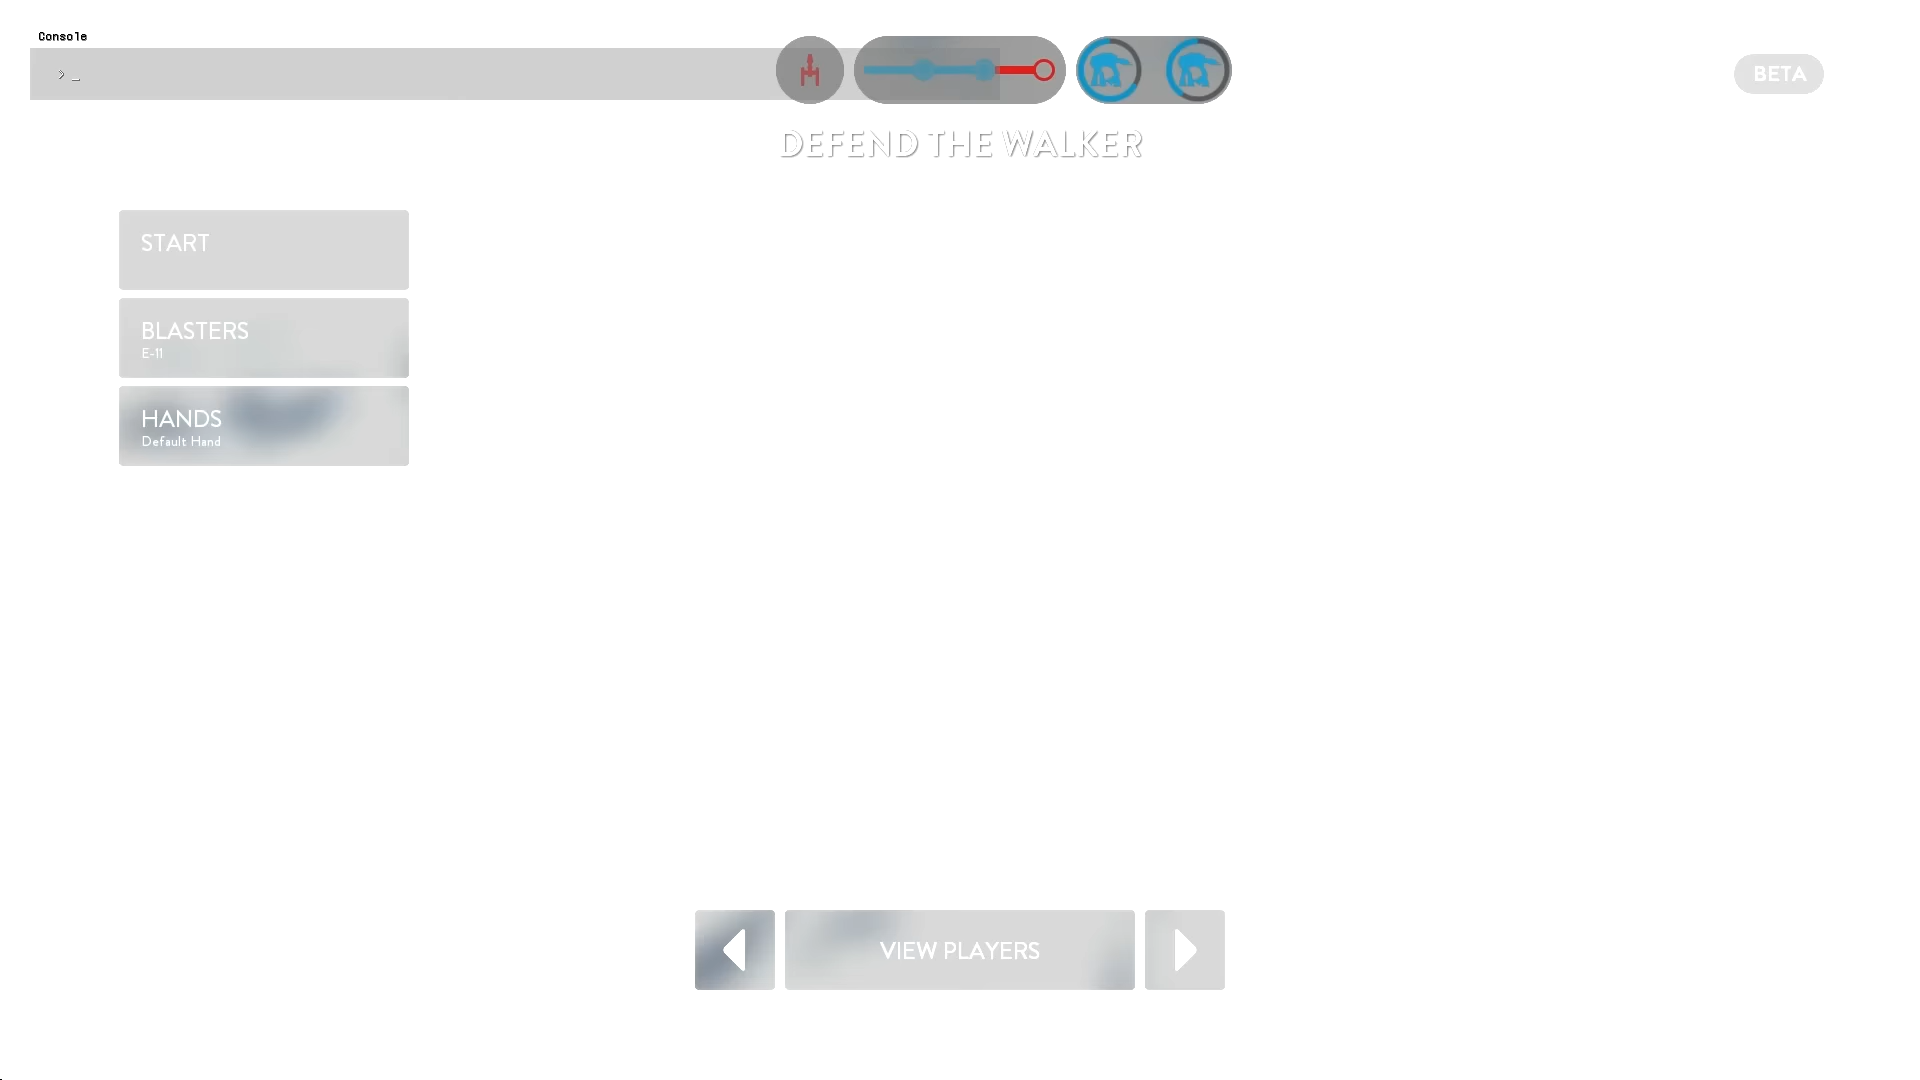 Console
> _
BETA
DEFEND THE WALKER
START
BLASTERS
E-11
HANDS
Default Hand
VIEW PLAYERS